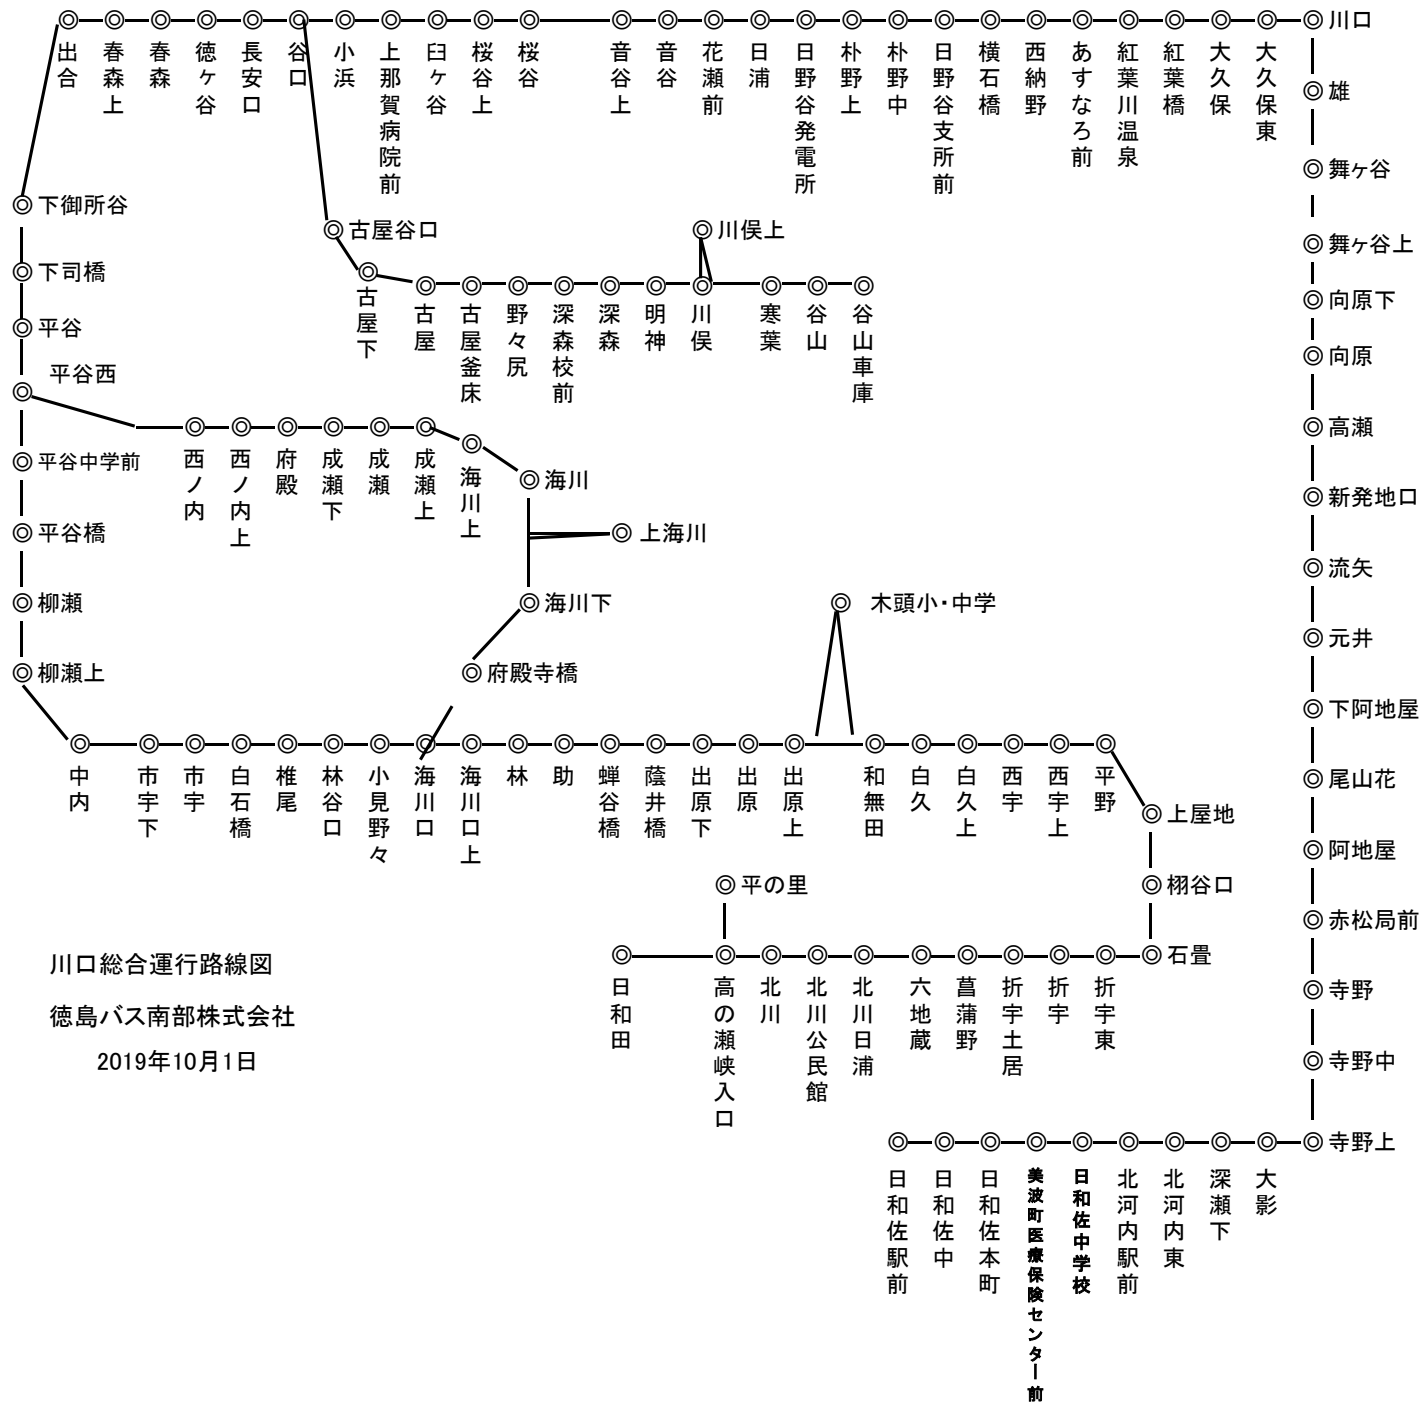 出合
春森上
春森
徳ヶ谷
長安口
谷口
小浜
上那賀病院前
臼ヶ谷
桜谷上
桜谷
音谷上
音谷
花瀬前
日浦
日野谷発電所
朴野上
朴野中
日野谷支所前
横石橋
西納野
あすなろ前
紅葉川温泉
紅葉橋
大久保
大久保東
川口
雄
舞ヶ谷
舞ヶ谷上
向原下
向原
高瀬
新発地口
流矢
元井
下阿地屋
尾山花
阿地屋
赤松局前
寺野
寺野中
寺野上
下御所谷
下司橋
平谷
平谷西
平谷中学前
平谷橋
柳瀬
柳瀬上
古屋谷口
古屋下
古屋
古屋釜床
野々尻
深森校前
深森
明神
川俣
川俣上
寒葉
谷山
谷山車庫
西ノ内
西ノ内上
府殿
成瀬下
成瀬
成瀬上
海川上
海川
上海川
海川下
府殿寺橋
木頭小・中学
中内
市宇下
市宇
白石橋
椎尾
林谷口
小見野々
海川口
海川口上
林
助
蝉谷橋
蔭井橋
出原下
出原
出原上
和無田
白久
白久上
西宇
西宇上
平野
上屋地
栩谷口
石畳
平の里
日和田
高の瀬峡入口
北川
北川公民館
北川日浦
六地蔵
菖蒲野
折宇土居
折宇
折宇東
川口総合運行路線図
徳島バス南部株式会社
2019年10月1日
日和佐駅前
日和佐中
日和佐本町
美波町医療保険センター前
日和佐中学校
北河内駅前
北河内東
深瀬下
大影